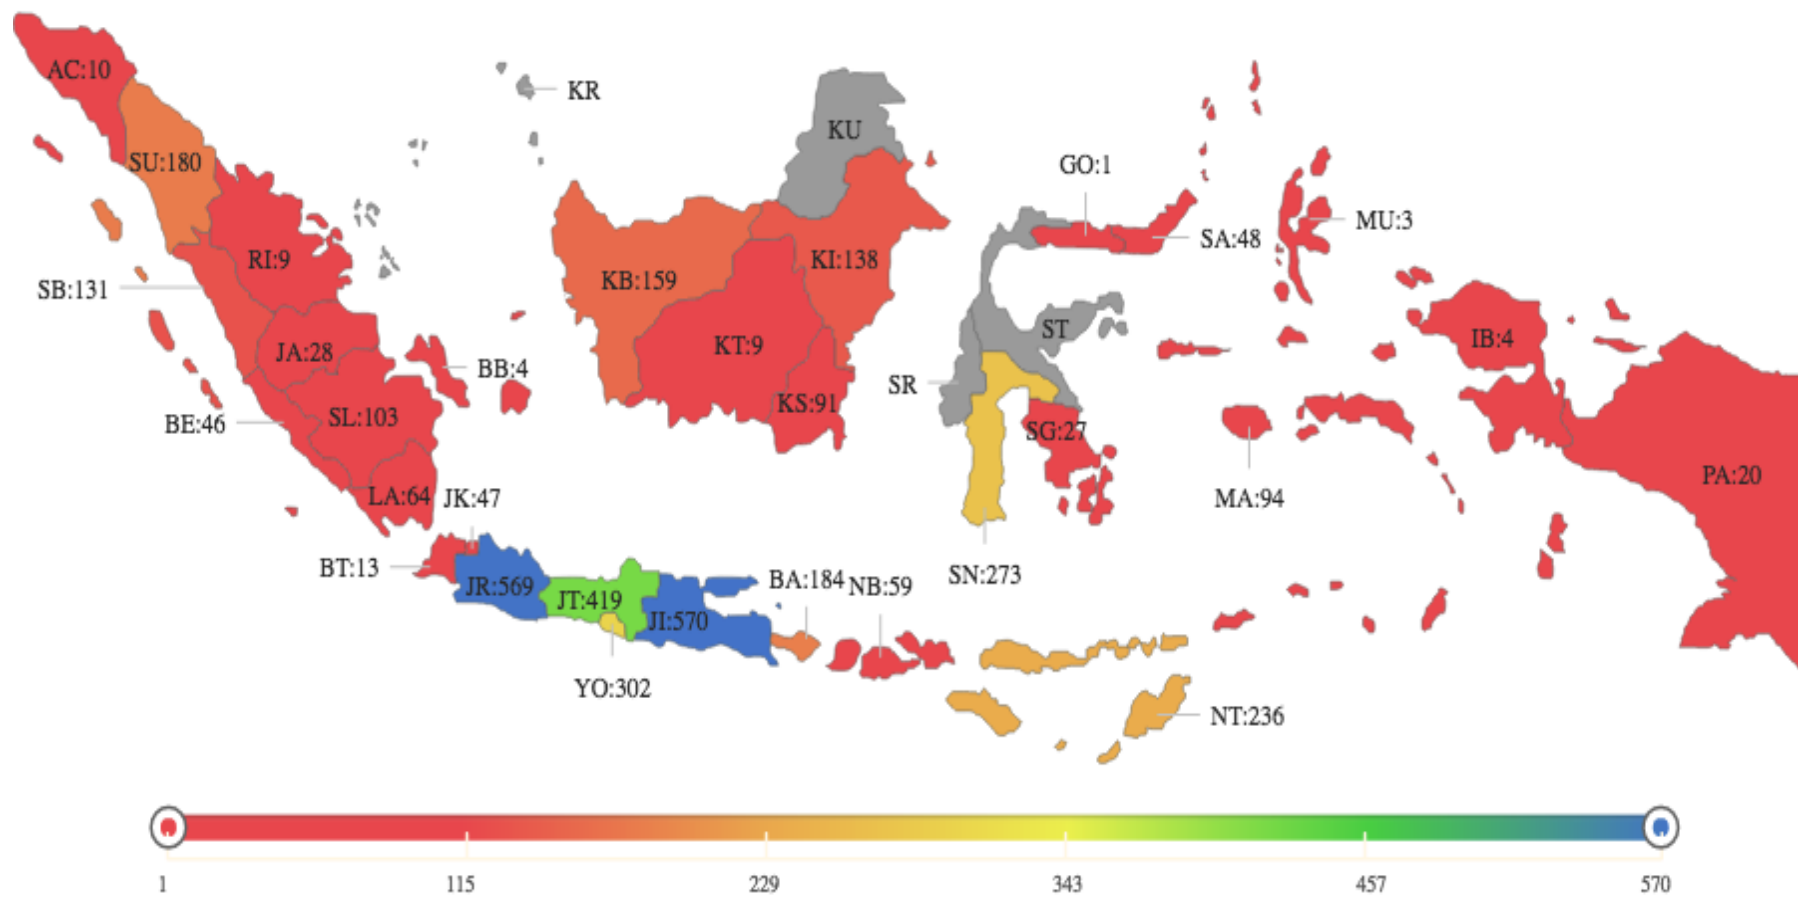 AC:10
KR
KU
SU:180
GO:1
MU:3
SA:48
RI:9
KI:138
KB:159
SB:131
ST
IB:4
KT:9
JA:28
BB:4
SR
KS:91
SL:103
BE:46
SG:27
PA:20
LA:64
JK:47
MA:94
BT:13
SN:273
BA:184
NB:59
JR:569
JT:419
JI:570
YO:302
NT:236
1 115 229 343 457 570